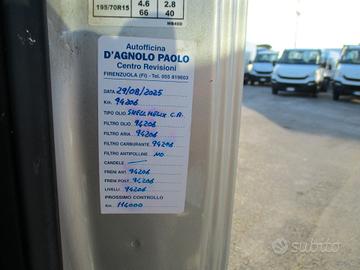 195/70R15
4.6
66
2.8
40
Autofficina
D'AGNOLO PAOLO
Centro Revisioni
FIRENZUOLA (FI) - Tel. 055 819603
DATA 29/08/2025
Km. 94206
TIPO OLIO SHELL HELIX C.A.
FILTRO OLIO 94206
FILTRO ARIA 94206
FILTRO CARBURANTE 94206
FILTRO ANTIPOLLINE NO
CANDELE
FRENI ANT. 94206
FRENI POST. 94206
LIVELLI 94206
PROSSIMO CONTROLLO
Km. 114000
subito